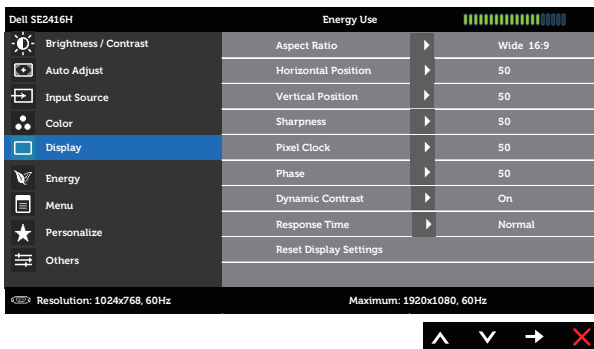 Dell SE2416H Energy Use
Brightness / Contrast Aspect Ratio Wide 16:9
Auto Adjust Horizontal Position 50
Input Source Vertical Position 50
Color Sharpness 50
Display Pixel Clock 50
Energy Phase 50
Menu Dynamic Contrast On
Personalize Response Time Normal
Others Reset Display Settings
Resolution: 1024x768, 60Hz Maximum: 1920x1080, 60Hz